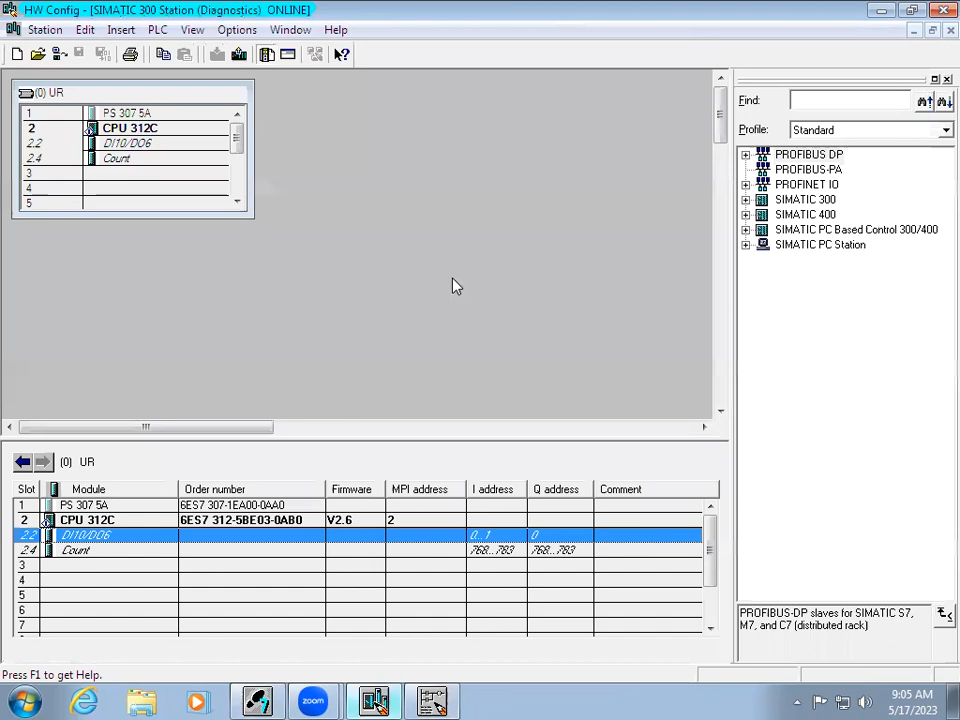 HW Config - [SIMATIC 300 Station (Diagnostics)  ONLINE]
Station Edit Insert PLC View Options Window Help
(0) UR
1 PS 307 5A
2 CPU 312C
2.2 DI10/DO6
2.4 Count
3
4
5
Find:
Profile: Standard
PROFIBUS DP
PROFIBUS-PA
PROFINET IO
SIMATIC 300
SIMATIC 400
SIMATIC PC Based Control 300/400
SIMATIC PC Station
(0) UR
Slot Module Order number Firmware MPI address I address Q address Comment
1 PS 307 5A 6ES7 307-1EA00-0AA0
2 CPU 312C 6ES7 312-5BE03-0AB0 V2.6 2
2.2 DI10/DO6 0...1 0
2.4 Count 768...783 768...783
3
4
5
6
7
PROFIBUS-DP slaves for SIMATIC S7,
M7, and C7 (distributed rack)
Press F1 to get Help.
zoom
9:05 AM
5/17/2023